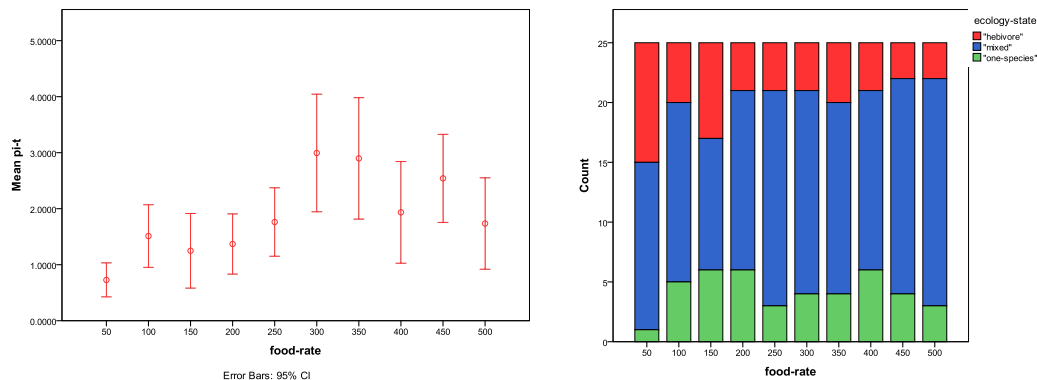 5.0000
4.0000
3.0000
2.0000
1.0000
0.0000
Mean pi-t
50 100 150 200 250 300 350 400 450 500
food-rate
Error Bars: 95% CI
ecology-state
"hebivore"
"mixed"
"one-species"
25
20
15
10
5
0
Count
50 100 150 200 250 300 350 400 450 500
food-rate